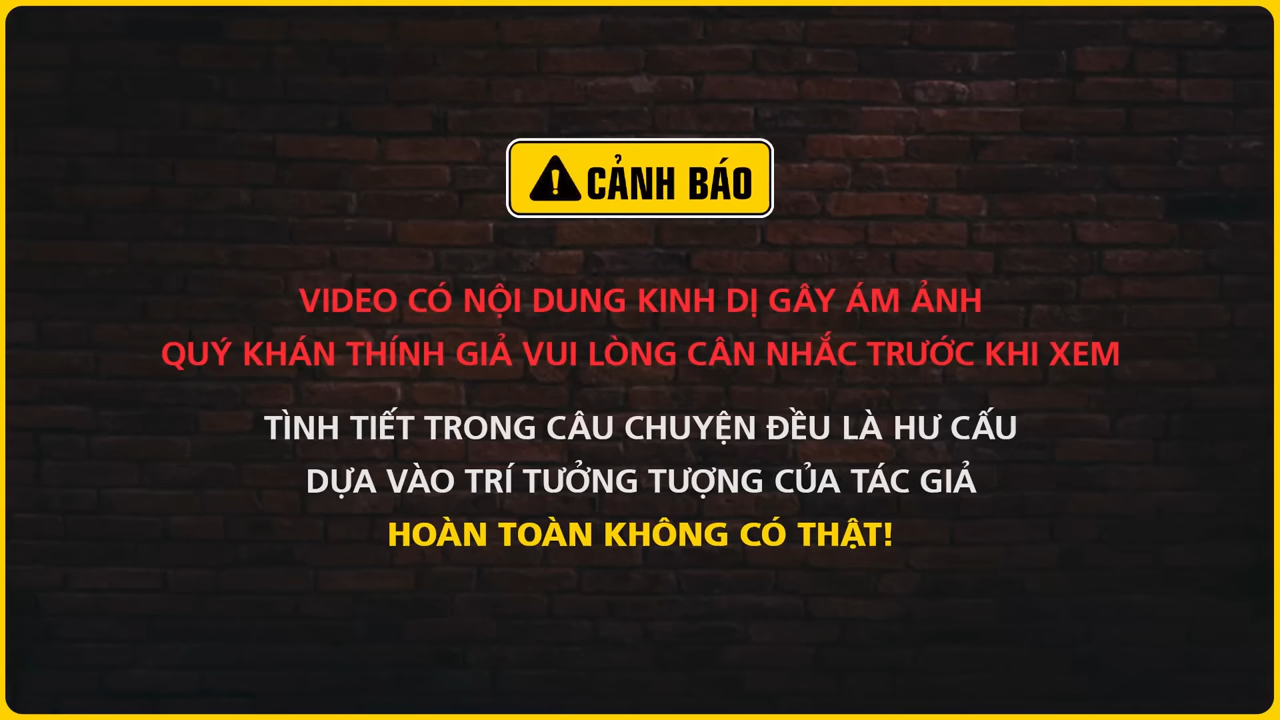 CẢNH BÁO
VIDEO CÓ NỘI DUNG KINH DỊ GÂY ÁM ẢNH
QUÝ KHÁN THÍNH GIẢ VUI LÒNG CÂN NHẮC TRƯỚC KHI XEM
TÌNH TIẾT TRONG CÂU CHUYỆN ĐỀU LÀ HƯ CẤU
DỰA VÀO TRÍ TƯỞNG TƯỢNG CỦA TÁC GIẢ
HOÀN TOÀN KHÔNG CÓ THẬT!